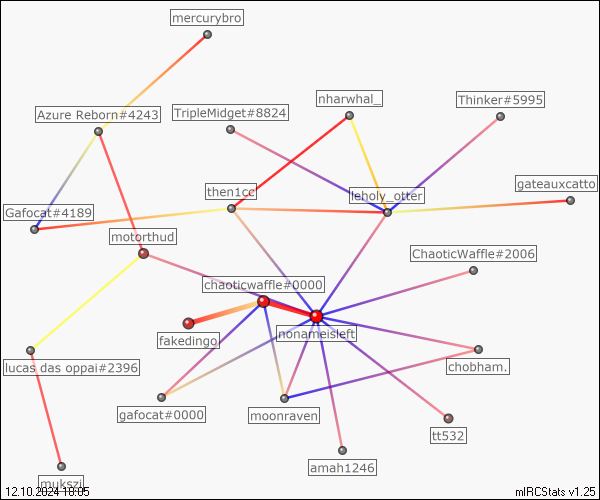 mercurybro
Azure Reborn#4243
TripleMidget#8824
nharwhal_
Thinker#5995
then1cc
leholy_otter
gateauxcatto
Gafocat#4189
motorthud
ChaoticWaffle#2006
chaoticwaffle#0000
fakedingo
nonameisleft
lucas das oppai#2396
chobham.
gafocat#0000
moonraven
tt532
amah1246
mukszi
12.10.2024 10:05
mIRCStats v1.25